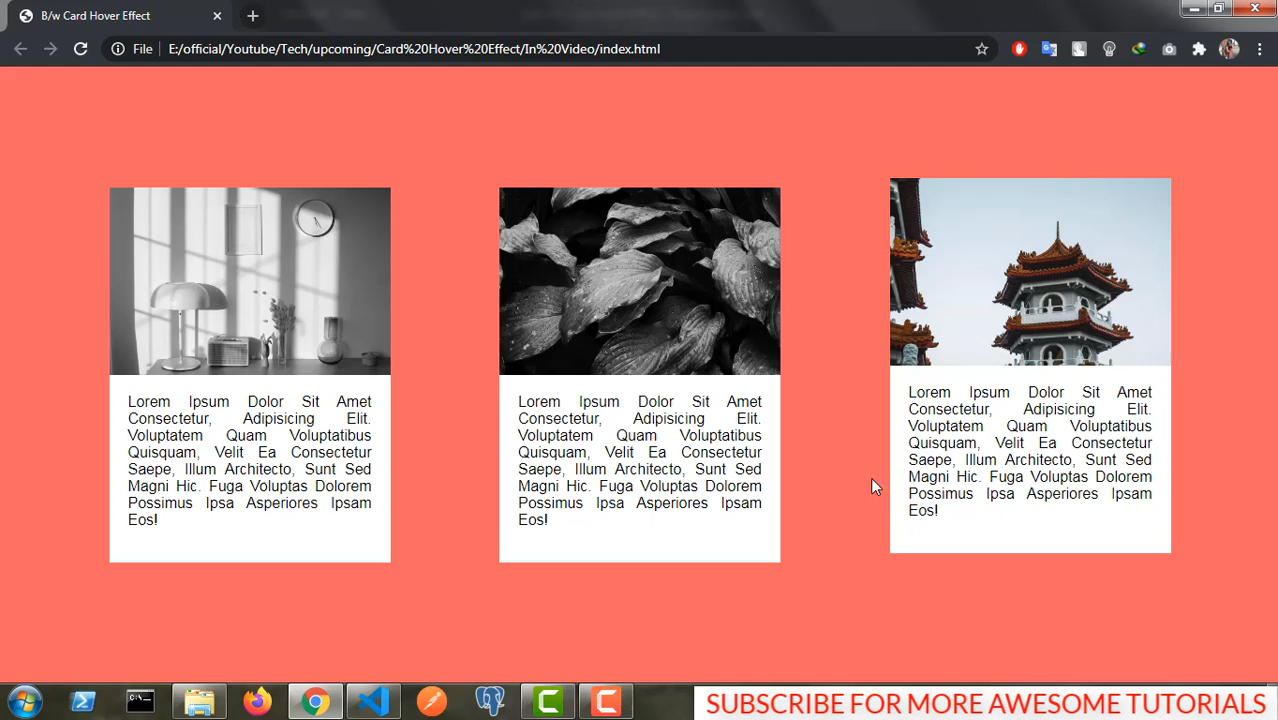 B/w Card Hover Effect
File E:/official/Youtube/Tech/upcoming/Card%20Hover%20Effect/In%20Video/index.html
Lorem Ipsum Dolor Sit Amet
Consectetur, Adipisicing Elit.
Voluptatem Quam Voluptatibus
Quisquam, Velit Ea Consectetur
Saepe, Illum Architecto, Sunt Sed
Magni Hic. Fuga Voluptas Dolorem
Possimus Ipsa Asperiores Ipsam
Eos!
Lorem Ipsum Dolor Sit Amet
Consectetur, Adipisicing Elit.
Voluptatem Quam Voluptatibus
Quisquam, Velit Ea Consectetur
Saepe, Illum Architecto, Sunt Sed
Magni Hic. Fuga Voluptas Dolorem
Possimus Ipsa Asperiores Ipsam
Eos!
Lorem Ipsum Dolor Sit Amet
Consectetur, Adipisicing Elit.
Voluptatem Quam Voluptatibus
Quisquam, Velit Ea Consectetur
Saepe, Illum Architecto, Sunt Sed
Magni Hic. Fuga Voluptas Dolorem
Possimus Ipsa Asperiores Ipsam
Eos!
SUBSCRIBE FOR MORE AWESOME TUTORIALS